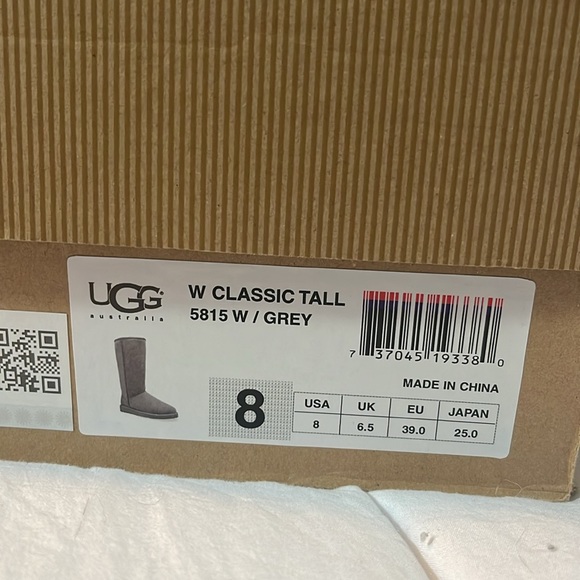 UGG®
australia
W CLASSIC TALL
5815 W / GREY
7 37045 19338 0
MADE IN CHINA
8
USA UK EU JAPAN
8 6.5 39.0 25.0